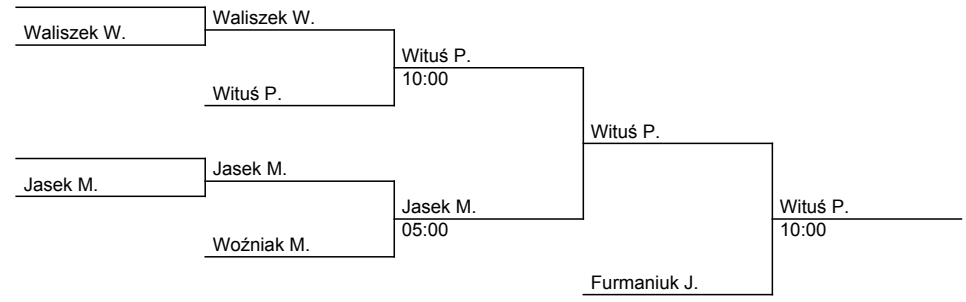 Waliszek W.
Waliszek W.
Wituś P.
Wituś P.
10:00
Jasek M.
Jasek M.
Woźniak M.
Jasek M.
05:00
Wituś P.
Furmaniuk J.
Wituś P.
10:00